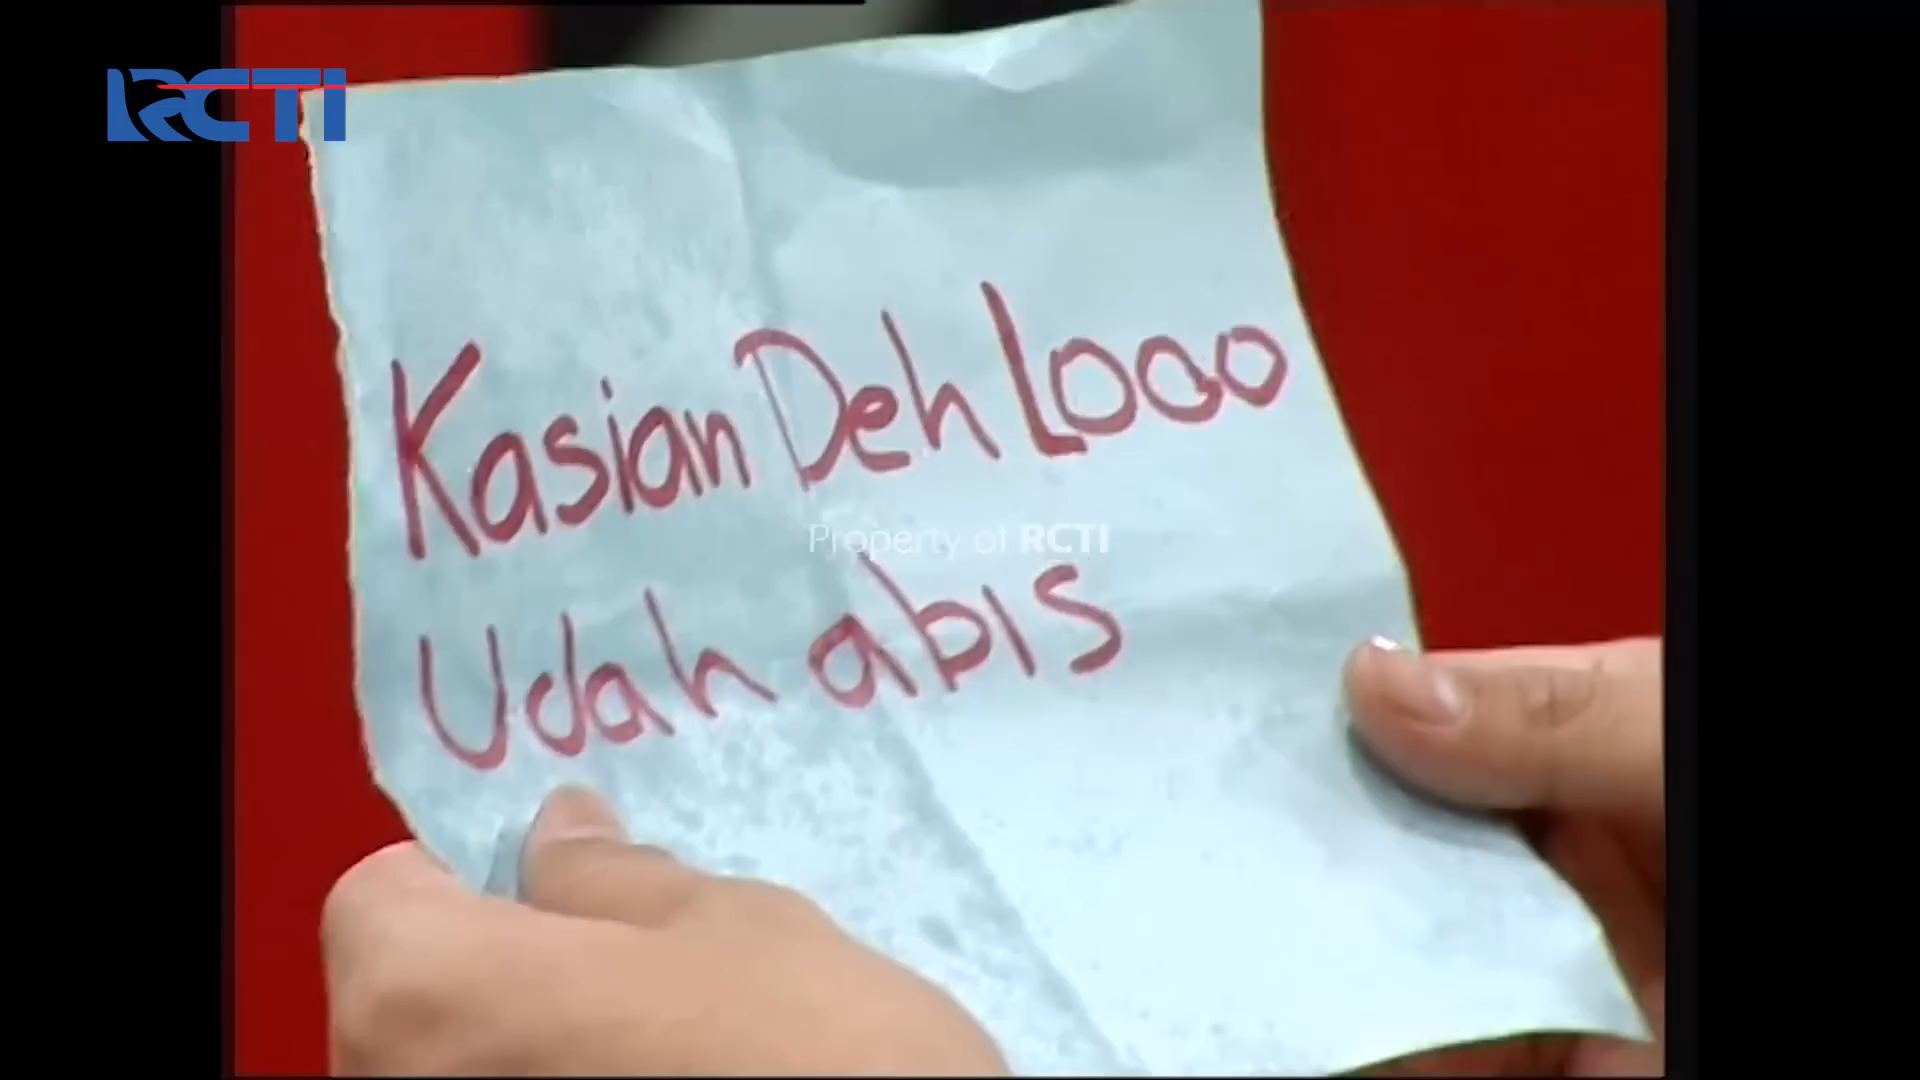 RCTI
Kasian Deh Looo
Property of RCTI
Udah abis